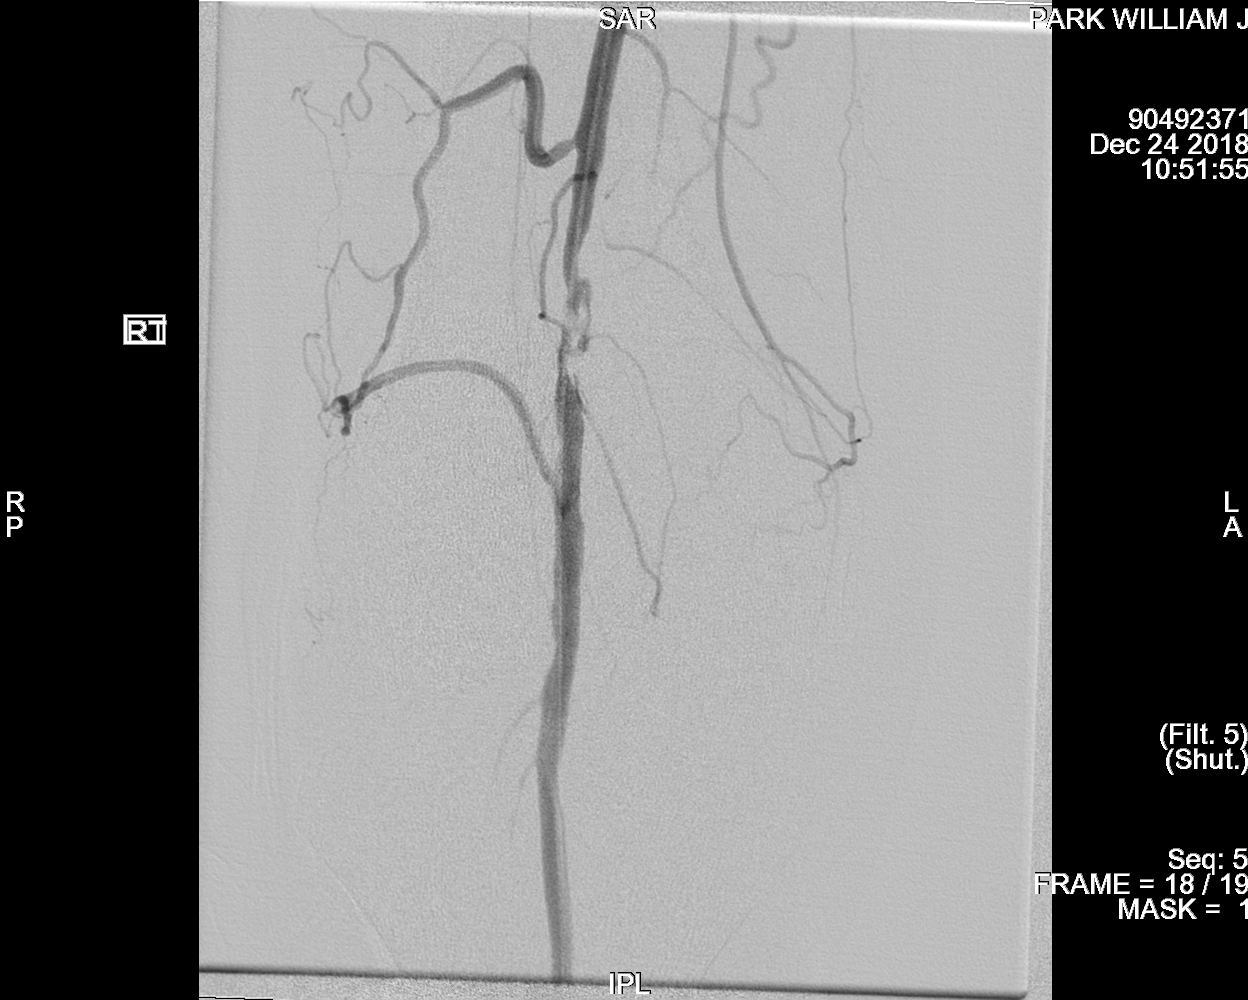 SAR
PARK WILLIAM J
90492371
Dec 24 2018
10:51:55
RT
R
P
L
A
(Filt. 5)
(Shut.)
Seq: 5
FRAME = 18 / 19
MASK = 1
IPL